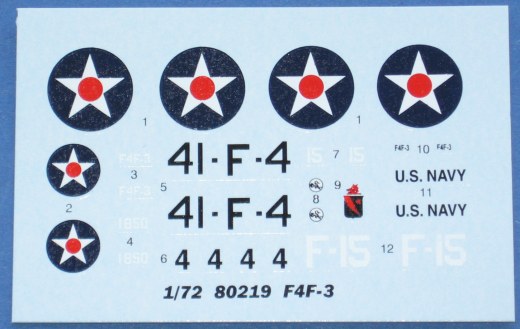 1 1
F4F-3 3 41-F-4 15 7 15 F4F-3 10 F4F-3
5 9 U.S. NAVY
2 8 11
1850 41-F-4 U.S. NAVY
4 F-15 12 F-15
1850 6 4 4 4 4
1/72 80219 F4F-3